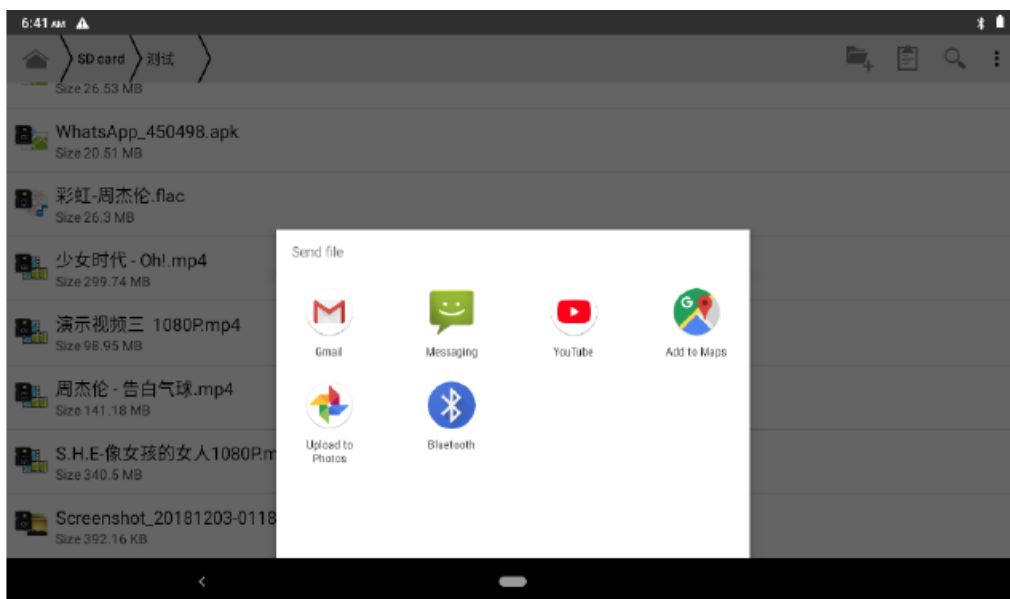 6:41 AM
SD card
测试
Size 26.53 MB
WhatsApp_450498.apk
Size 20.51 MB
彩虹-周杰伦.flac
Size 26.3 MB
少女时代 - Oh!.mp4
Size 299.74 MB
演示视频三 1080P.mp4
Size 98.95 MB
周杰伦 - 告白气球.mp4
Size 141.18 MB
S.H.E-像女孩的女人1080P.m
Size 340.5 MB
Screenshot_20181203-0118
Size 392.16 KB
Send file
Gmail
Messaging
YouTube
Add to Maps
Upload to
Photos
Bluetooth